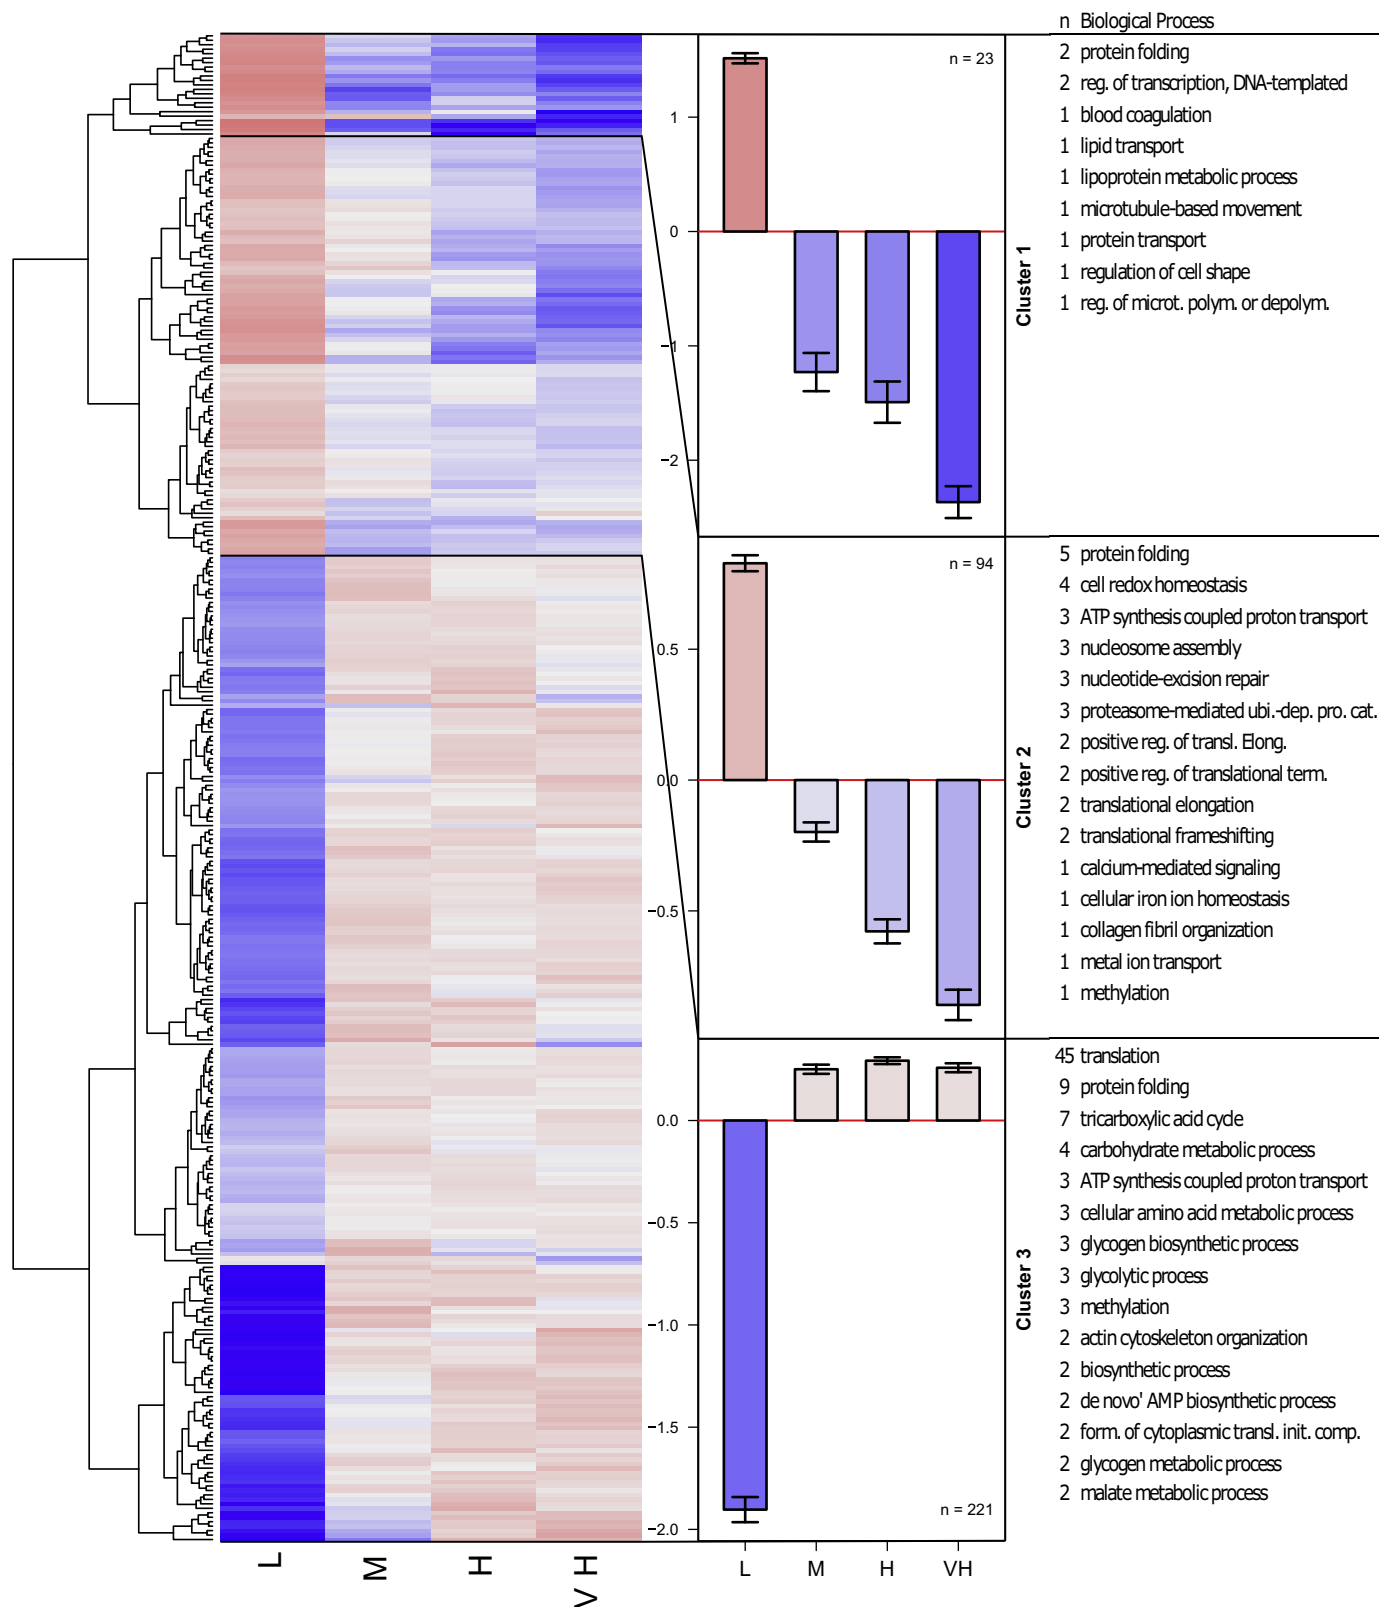 n Biological Process
n = 23
1
0
−1
−2
Cluster 1
2 protein folding
2 reg. of transcription, DNA-templated
1 blood coagulation
1 lipid transport
1 lipoprotein metabolic process
1 microtubule-based movement
1 protein transport
1 regulation of cell shape
1 reg. of microt. polym. or depolym.
n = 94
0.5
0.0
−0.5
Cluster 2
5 protein folding
4 cell redox homeostasis
3 ATP synthesis coupled proton transport
3 nucleosome assembly
3 nucleotide-excision repair
3 proteasome-mediated ubi.-dep. pro. cat.
2 positive reg. of transl. Elong.
2 positive reg. of translational term.
2 translational elongation
2 translational frameshifting
1 calcium-mediated signaling
1 cellular iron ion homeostasis
1 collagen fibril organization
1 metal ion transport
1 methylation
0.0
−0.5
−1.0
−1.5
−2.0
n = 221
Cluster 3
45 translation
9 protein folding
7 tricarboxylic acid cycle
4 carbohydrate metabolic process
3 ATP synthesis coupled proton transport
3 cellular amino acid metabolic process
3 glycogen biosynthetic process
3 glycolytic process
3 methylation
2 actin cytoskeleton organization
2 biosynthetic process
2 de novo' AMP biosynthetic process
2 form. of cytoplasmic transl. init. comp.
2 glycogen metabolic process
2 malate metabolic process
L M H V H
L M H VH